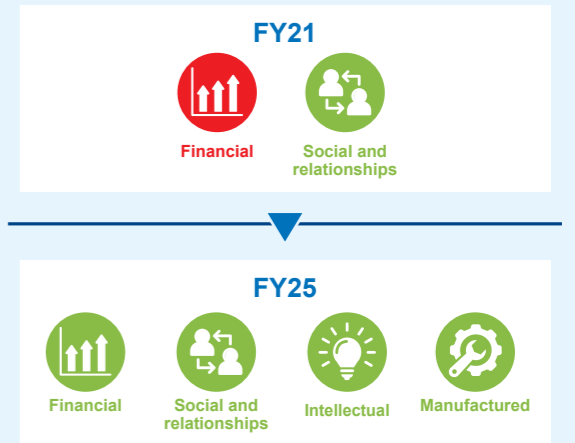 FY21
Financial
Social and
relationships
FY25
Financial
Social and
relationships
Intellectual
Manufactured